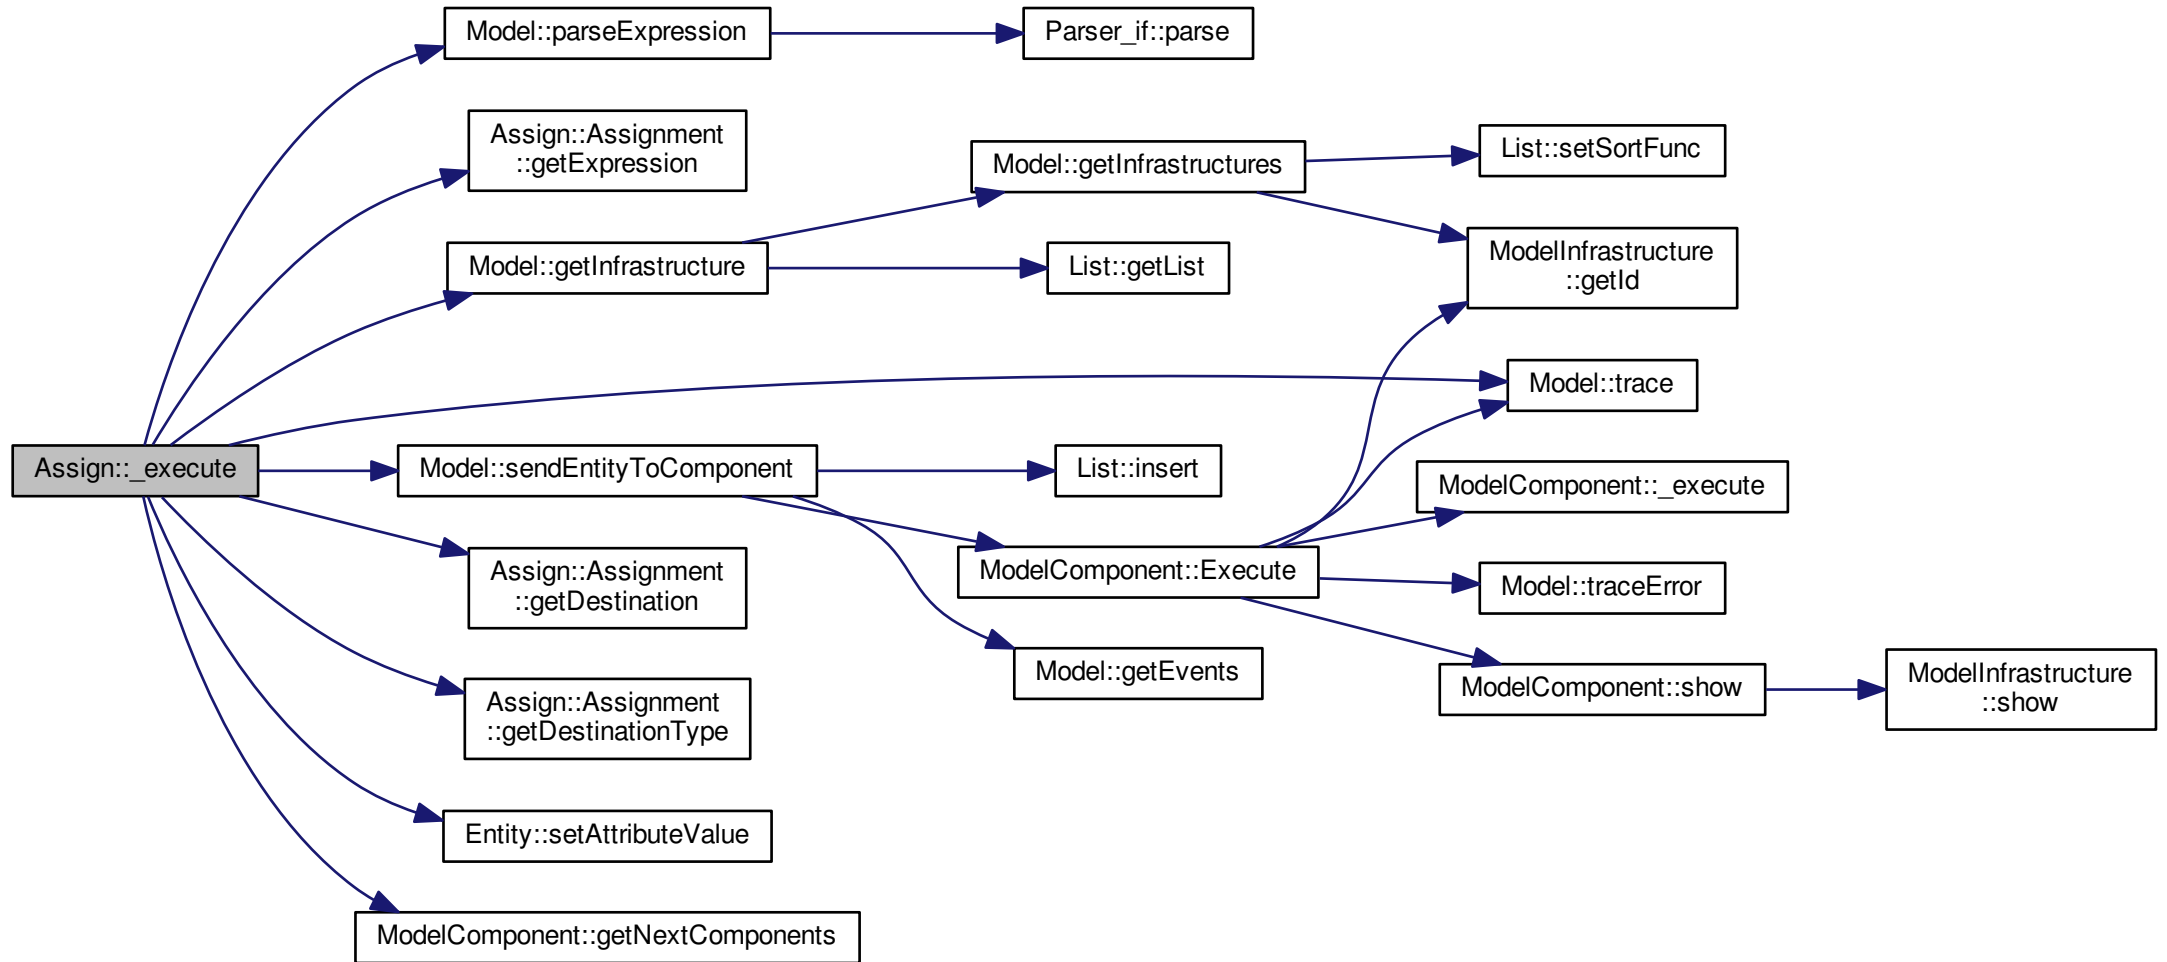 Model::parseExpression
Parser_if::parse
Assign::Assignment
::getExpression
Model::getInfrastructures
List::setSortFunc
Model::getInfrastructure
List::getList
ModelInfrastructure
::getId
Model::trace
Assign::_execute
Model::sendEntityToComponent
List::insert
ModelComponent::_execute
Assign::Assignment
::getDestination
ModelComponent::Execute
Model::traceError
Model::getEvents
ModelComponent::show
ModelInfrastructure
::show
Assign::Assignment
::getDestinationType
Entity::setAttributeValue
ModelComponent::getNextComponents